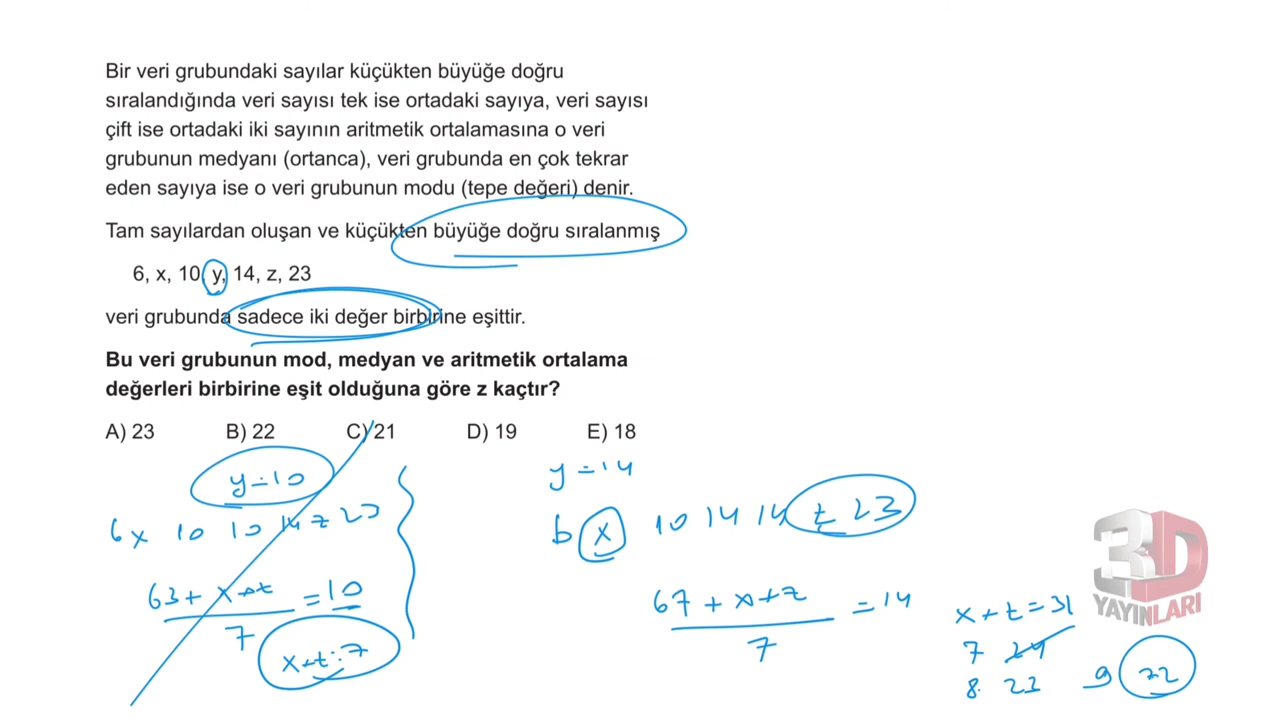 Bir veri grubundaki sayılar küçükten büyüğe doğru
sıralandığında veri sayısı tek ise ortadaki sayıya, veri sayısı
çift ise ortadaki iki sayının aritmetik ortalamasına o veri
grubunun medyanı (ortanca), veri grubunda en çok tekrar
eden sayıya ise o veri grubunun modu (tepe değeri) denir.
Tam sayılardan oluşan ve küçükten büyüğe doğru sıralanmış
6, x, 10, y, 14, z, 23
veri grubunda sadece iki değer birbirine eşittir.
Bu veri grubunun mod, medyan ve aritmetik ortalama
değerleri birbirine eşit olduğuna göre z kaçtır?
A) 23 B) 22 C) 21 D) 19 E) 18
y=10
6 x 10 10 14 z 23
63+x+z
7
=10
x+z=7
y=14
6 x 10 14 14 z 23
67+x+z
7
=14
x+z=31
7 24
8 23 9 22
3D
YAYINLARI